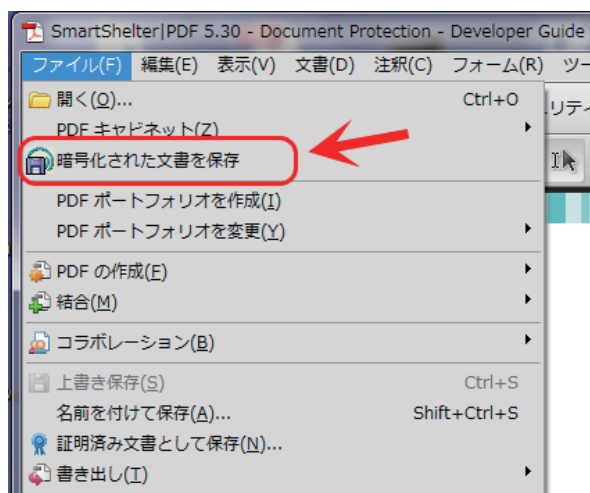 SmartShelter|PDF 5.30 - Document Protection - Developer Guide
ファイル(F) 編集(E) 表示(V) 文書(D) 注釈(C) フォーム(R) ツー
開く(O)... Ctrl+O
リティ
PDF キャビネット(Z)
暗号化された文書を保存
PDF ポートフォリオを作成(I)
PDF ポートフォリオを変更(Y)
PDF の作成(F)
結合(M)
コラボレーション(B)
上書き保存(S) Ctrl+S
名前を付けて保存(A)... Shift+Ctrl+S
証明済み文書として保存(N)...
書き出し(T)